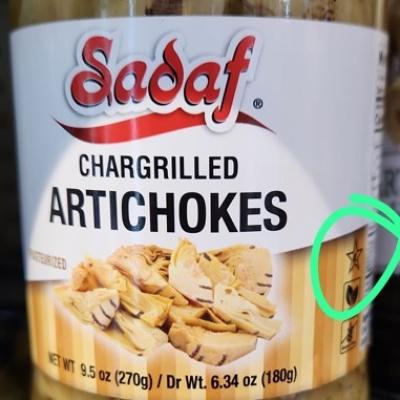 Sadaf®
CHARGRILLED
ARTICHOKES
NET WT 9.5 oz (270g) / Dr Wt. 6.34 oz (180g)